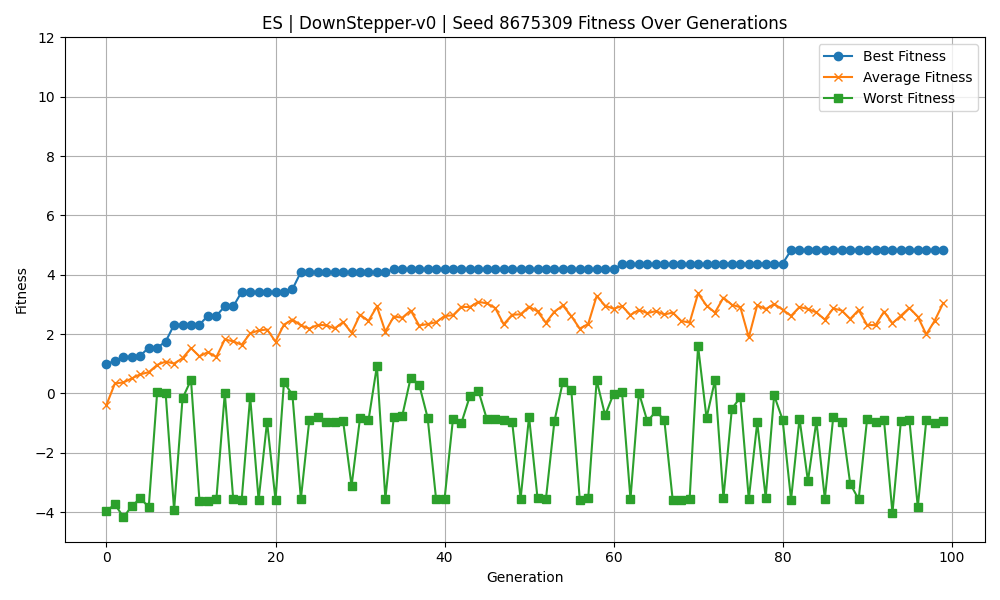 ES | DownStepper-v0 | Seed 8675309 Fitness Over Generations
Best Fitness
Average Fitness
Worst Fitness
Fitness
12
10
8
6
4
2
0
−2
−4
0 20 40 60 80 100
Generation